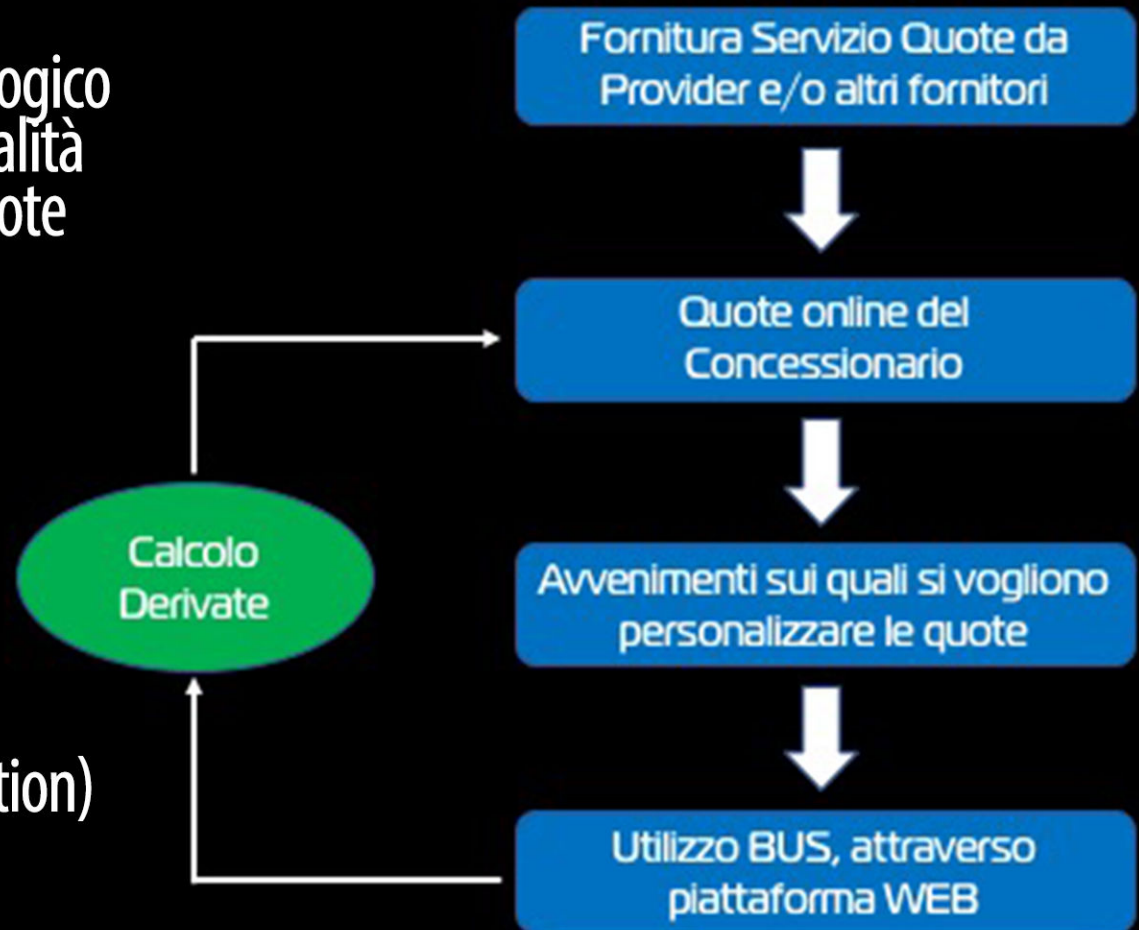 ogico
alità
ote
tion)
Fornitura Servizio Quote da
Provider e/o altri fornitori
Quote online del
Concessionario
Avvenimenti sui quali si vogliono
personalizzare le quote
Utilizzo BUS, attraverso
piattaforma WEB
Calcolo
Derivate